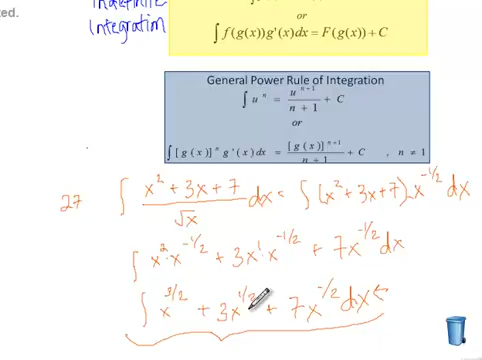 ted.
Indefinite
Integration
or
∫ f(g(x))g'(x)dx = F(g(x)) + C
General Power Rule of Integration
∫ u^n = u^(n+1)/(n+1) + C
or
∫ [g(x)]^n g'(x)dx = [g(x)]^(n+1)/(n+1) + C , n ≠ 1
27 ∫ (x² + 3x + 7)/√x dx = ∫ (x² + 3x + 7) · x^(-1/2) dx
∫ x² · x^(-1/2) + 3x¹ · x^(-1/2) + 7x^(-1/2) dx
∫ x^(3/2) + 3x^(1/2) + 7x^(-1/2) dx ←